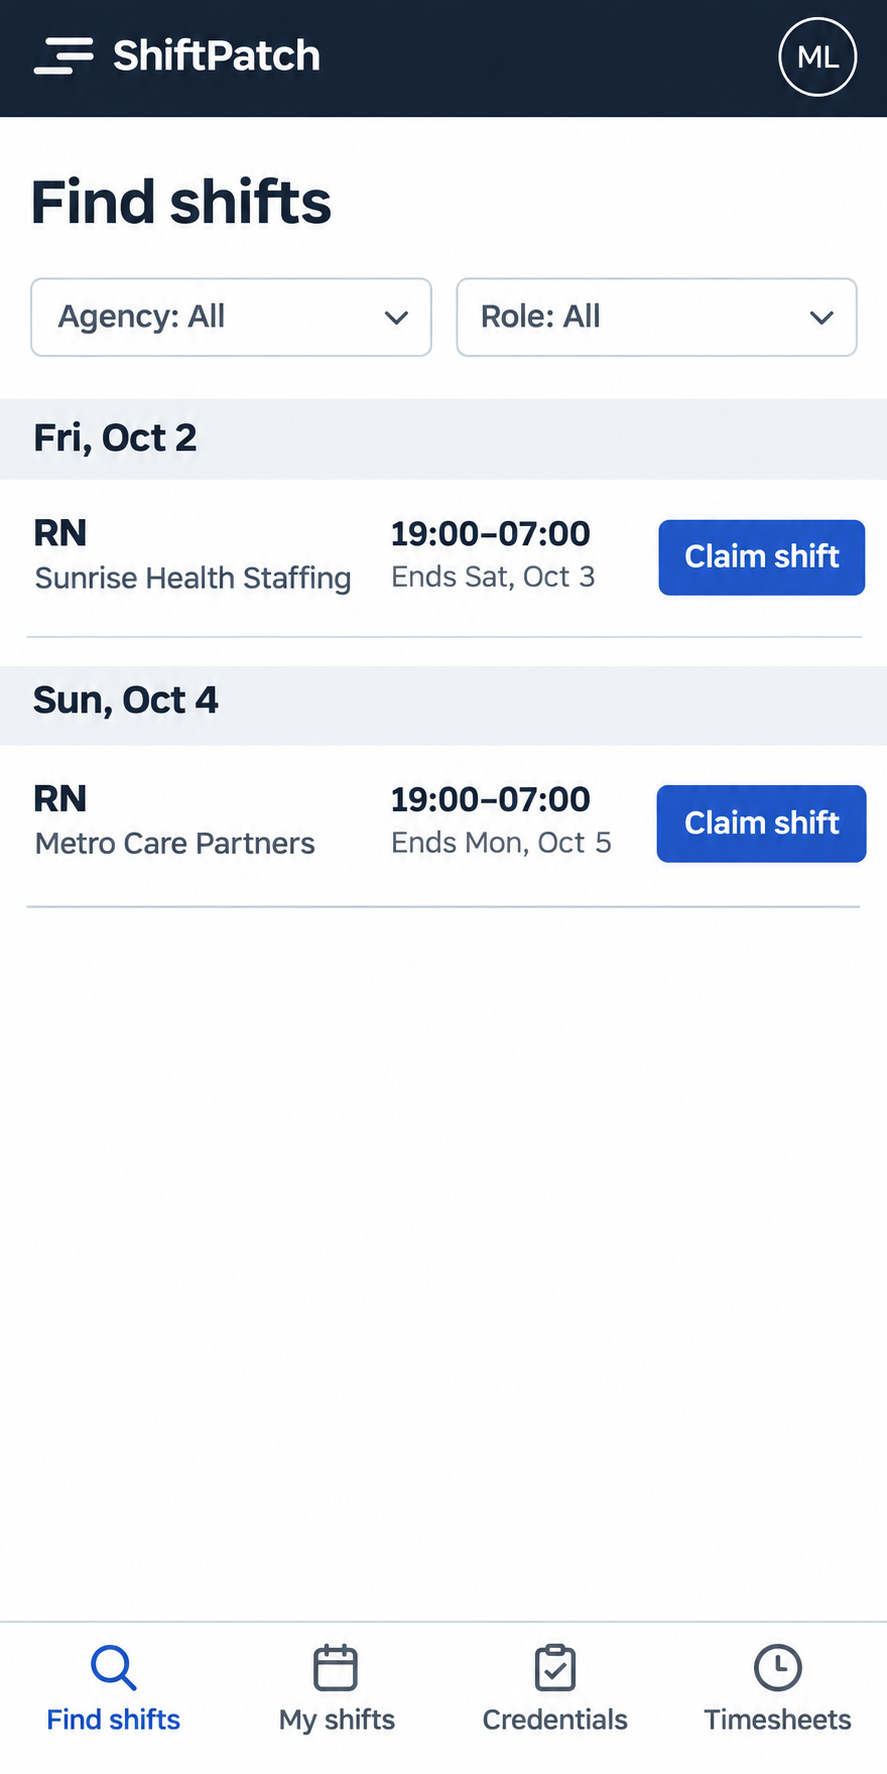 ShiftPatch
ML
Find shifts
Agency: All
Role: All
Fri, Oct 2
RN
Sunrise Health Staffing
19:00–07:00
Ends Sat, Oct 3
Claim shift
Sun, Oct 4
RN
Metro Care Partners
19:00–07:00
Ends Mon, Oct 5
Claim shift
Find shifts
My shifts
Credentials
Timesheets